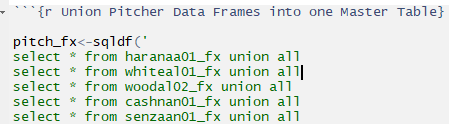 ```{r Union Pitcher Data Frames into one Master Table}
pitch_fx<-sqldf('
select * from haranaa01_fx union all
select * from whiteal01_fx union all
select * from woodal02_fx union all
select * from cashnan01_fx union all
select * from senzaan01_fx union all